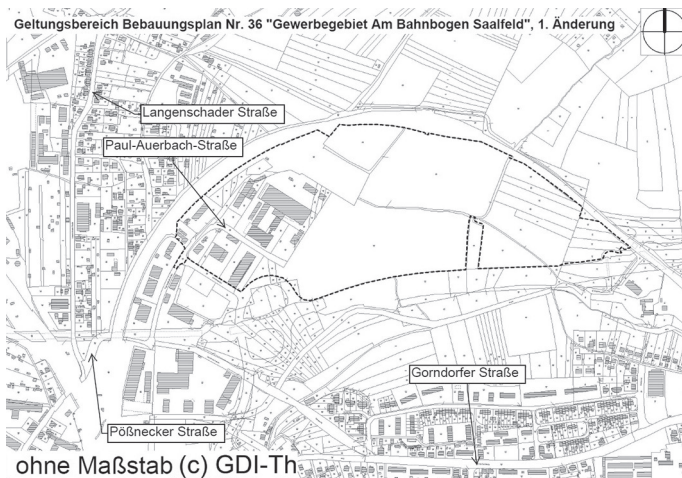 Geltungsbereich Bebauungsplan Nr. 36 "Gewerbegebiet Am Bahnbogen Saalfeld", 1. Änderung
Langenschader Straße
Paul-Auerbach-Straße
Gorndorfer Straße
Pößnecker Straße
ohne Maßstab (c) GDI-Th